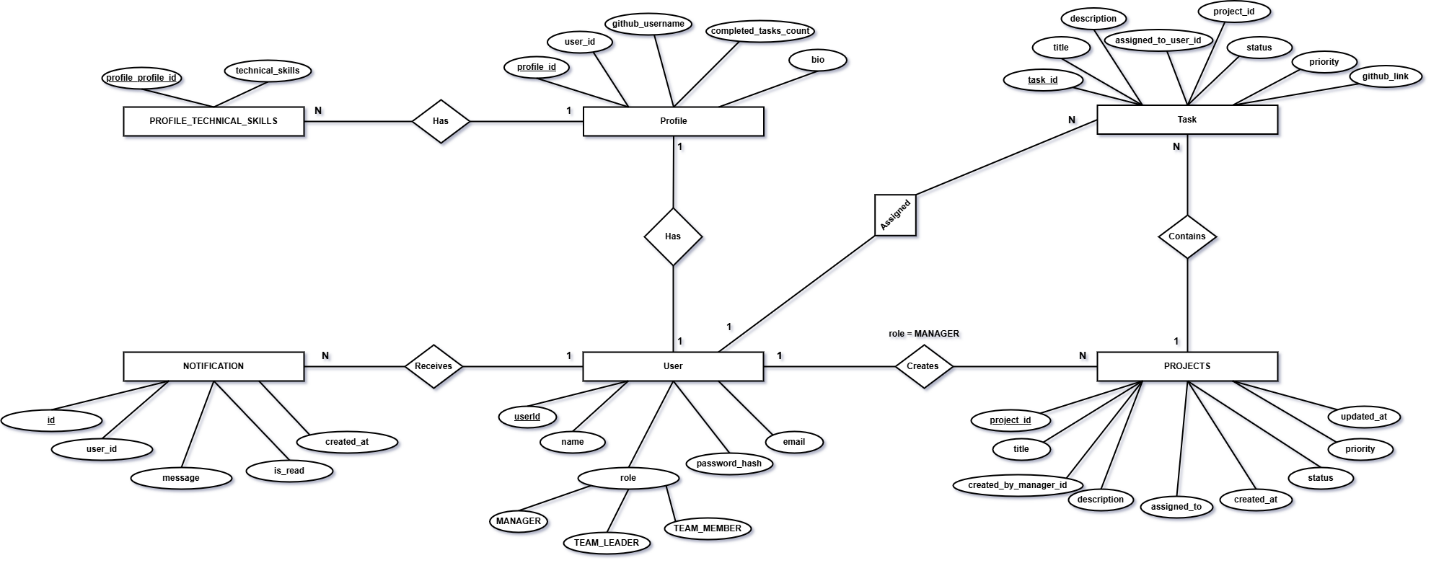 project_id
description
github_username
completed_tasks_count
assigned_to_user_id
user_id
title
status
bio
priority
profile_id
technical_skills
profile_profile_id
task_id
github_link
N
1
PROFILE_TECHNICAL_SKILLS
Has
Profile
N
Task
1
N
Assigned
Has
Contains
1
role = MANAGER
1
1
N
1
1
N
NOTIFICATION
Receives
User
Creates
PROJECTS
id
userId
project_id
updated_at
user_id
created_at
name
email
title
priority
message
is_read
role
password_hash
created_by_manager_id
description
assigned_to
created_at
status
MANAGER
TEAM_LEADER
TEAM_MEMBER